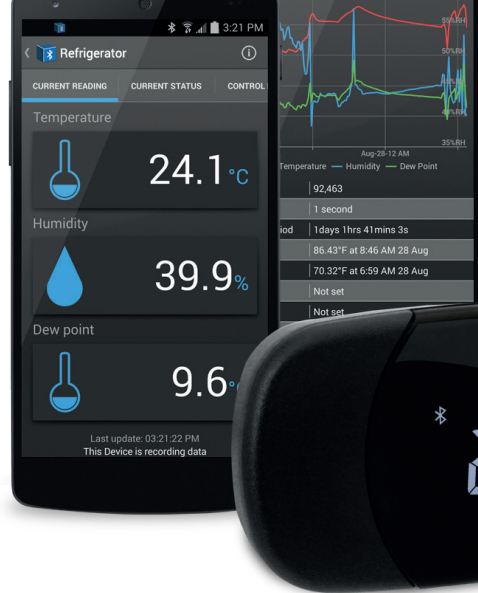 3:21 PM
Refrigerator
CURRENT READING CURRENT STATUS CONTROL
Temperature
24.1°C
Humidity
39.9%
Dew point
9.6°
Last update: 03:21:22 PM
This Device is recording data
55%RH
50%RH
35%RH
Aug-28-12 AM
Temperature Humidity Dew Point
92,463
1 second
iod 1days 1hrs 41mins 3s
86.43°F at 8:46 AM 28 Aug
70.32°F at 6:59 AM 28 Aug
Not set
Not set